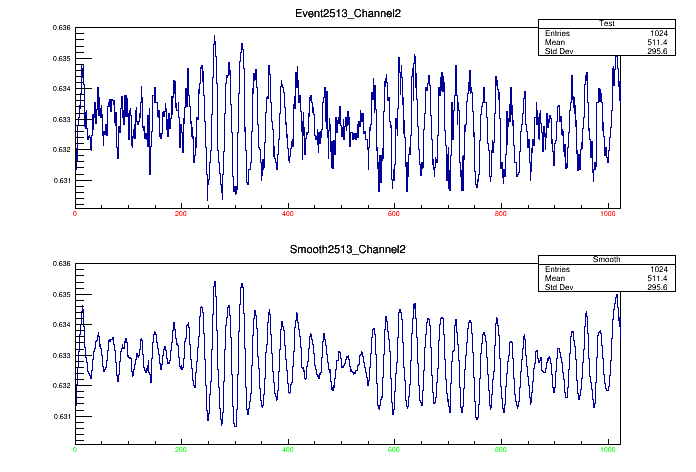 Event2513_Channel2
Test
Entries 1024
Mean 511.4
Std Dev 295.6
0.636
0.635
0.634
0.633
0.632
0.631
0 200 400 600 800 1000
Smooth2513_Channel2
Smooth
Entries 1024
Mean 511.4
Std Dev 295.6
0.636
0.635
0.634
0.633
0.632
0.631
0 200 400 600 800 1000